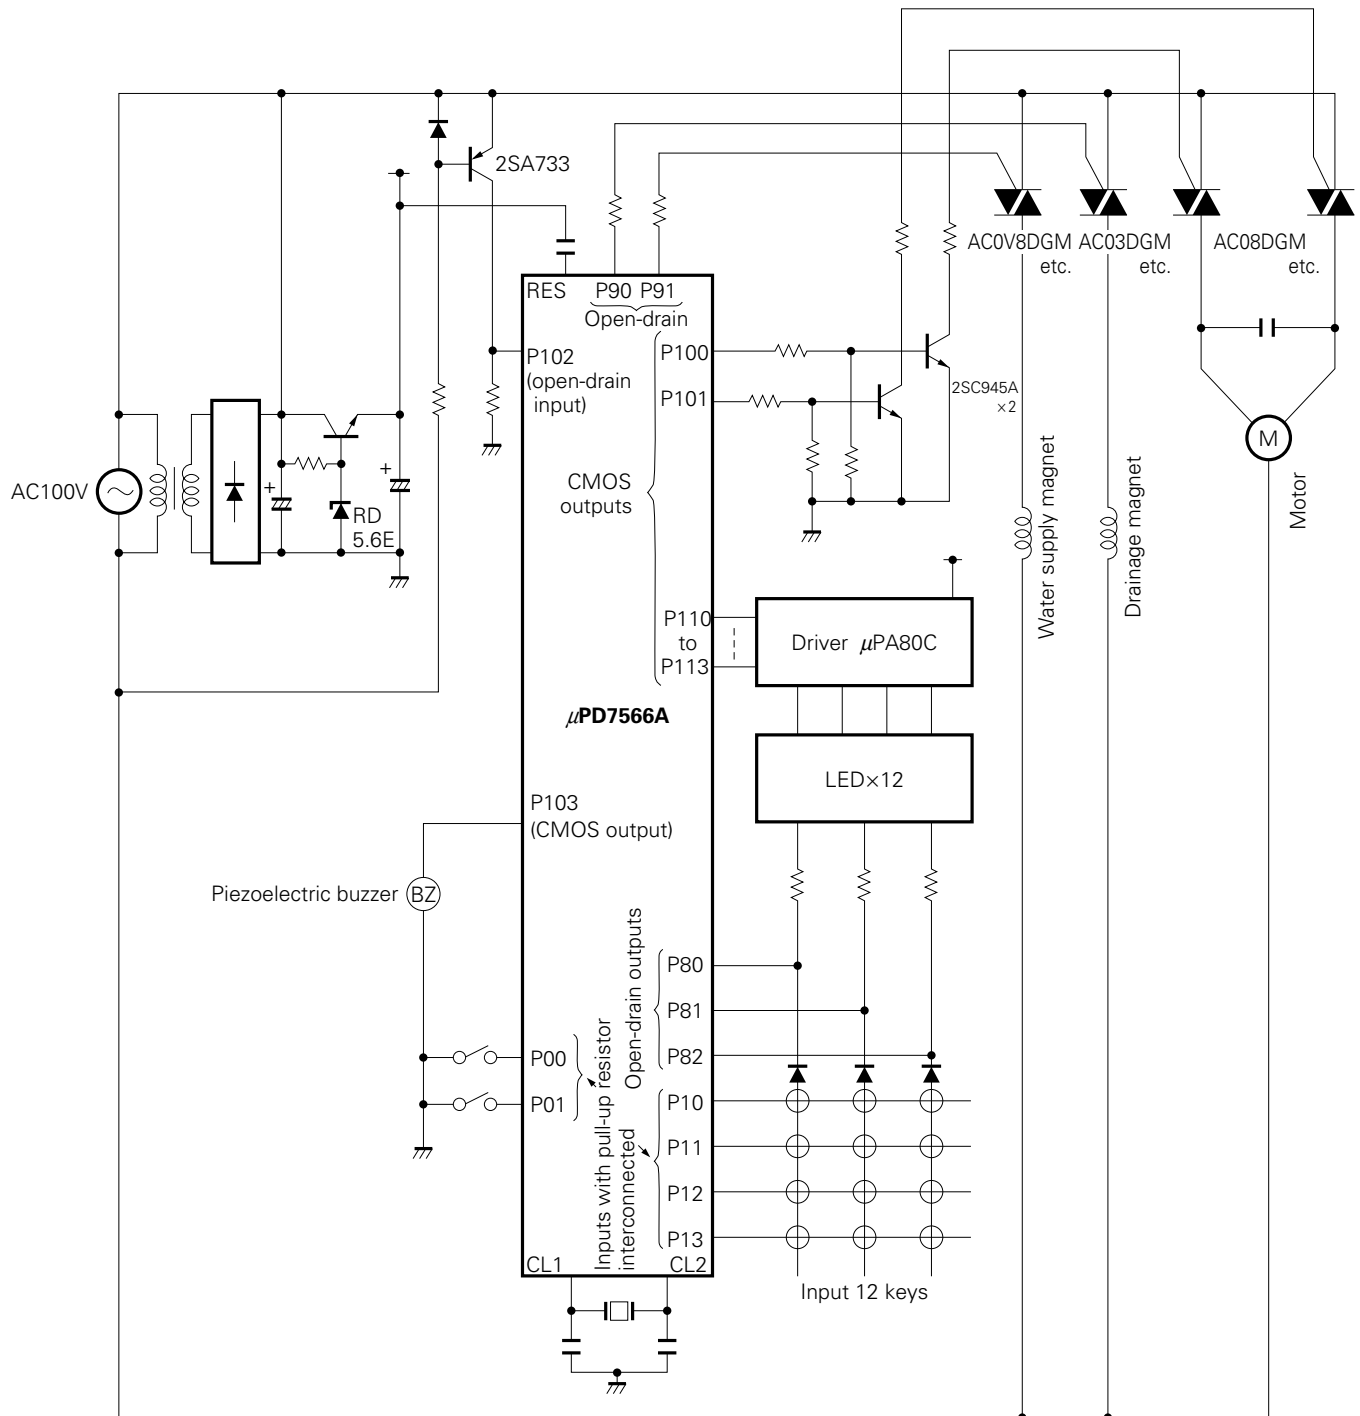 2SA733
AC0V8DGM
etc.
AC03DGM
etc.
AC08DGM
etc.
RES
P90
P91
Open-drain
P102
(open-drain
input)
P100
P101
2SC945A
×2
CMOS
outputs
M
Motor
AC100V
+
+
RD
5.6E
Water supply magnet
Drainage magnet
P110
to
P113
Driver µPA80C
µPD7566A
LED×12
P103
(CMOS output)
Piezoelectric buzzer
BZ
Open-drain outputs
P80
P81
P82
P00
P01
Inputs with pull-up resistor
interconnected
P10
P11
P12
P13
CL1
CL2
Input 12 keys